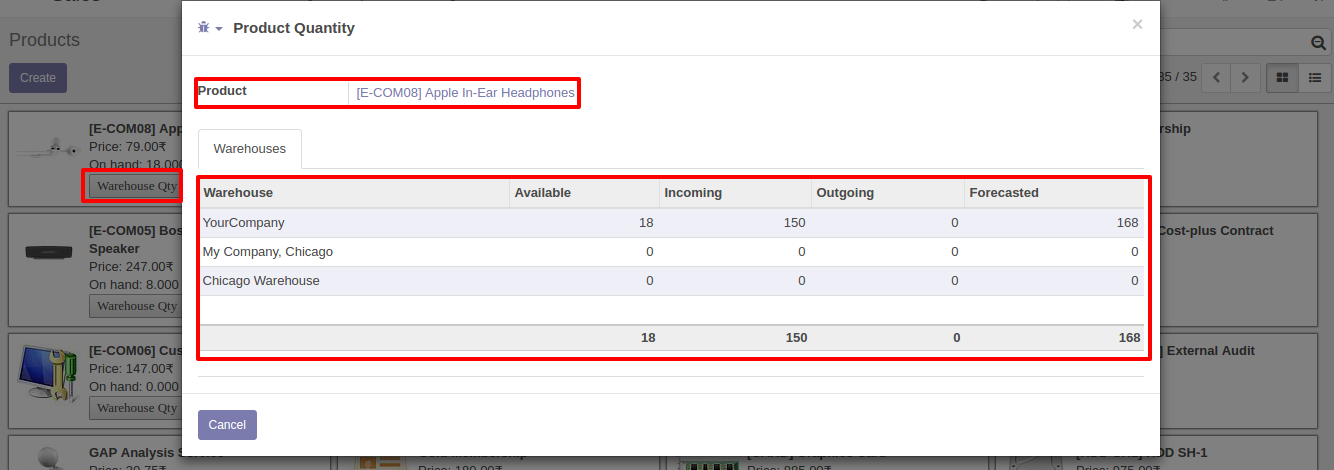 Products
Create
35 / 35
Product Quantity
×
Product [E-COM08] Apple In-Ear Headphones
Warehouses
Warehouse Available Incoming Outgoing Forecasted
YourCompany 18 150 0 168
My Company, Chicago 0 0 0 0
Chicago Warehouse 0 0 0 0
18 150 0 168
Cancel
[E-COM08] App
Price: 79.00₹
On hand: 18.000
Warehouse Qty
[E-COM05] Bos
Speaker
Price: 247.00₹
On hand: 8.000
Warehouse Qty
[E-COM06] Cus
Price: 147.00₹
On hand: 0.000
Warehouse Qty
GAP Analysis Service
rship
Cost-plus Contract
] External Audit
DD SH-1